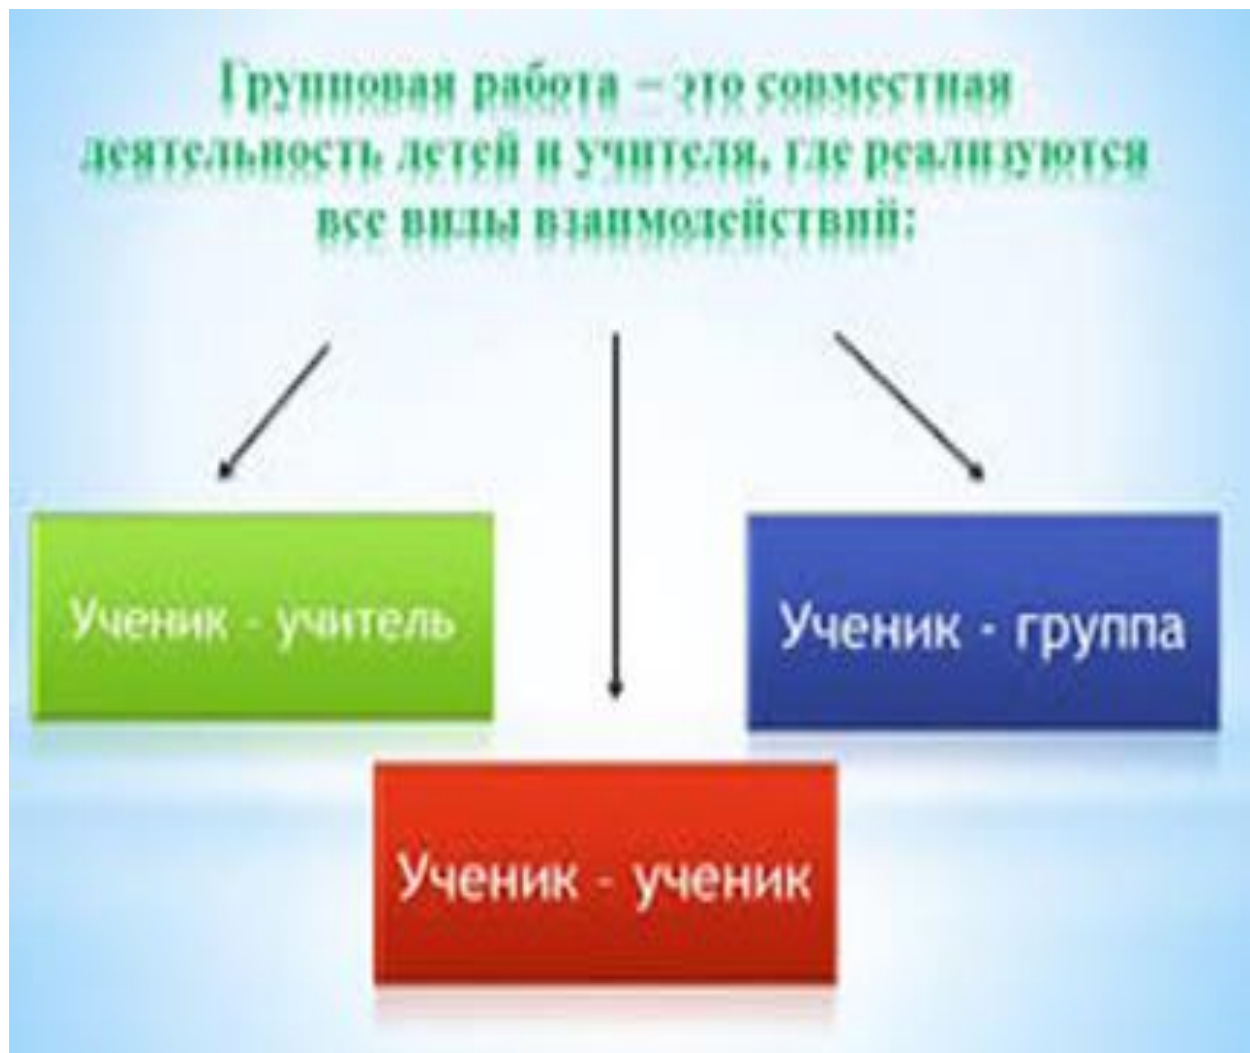 Групповая работа – это совместная
деятельность детей и учителя, где реализуются
все виды взаимодействий:
Ученик - учитель
Ученик - группа
Ученик - ученик